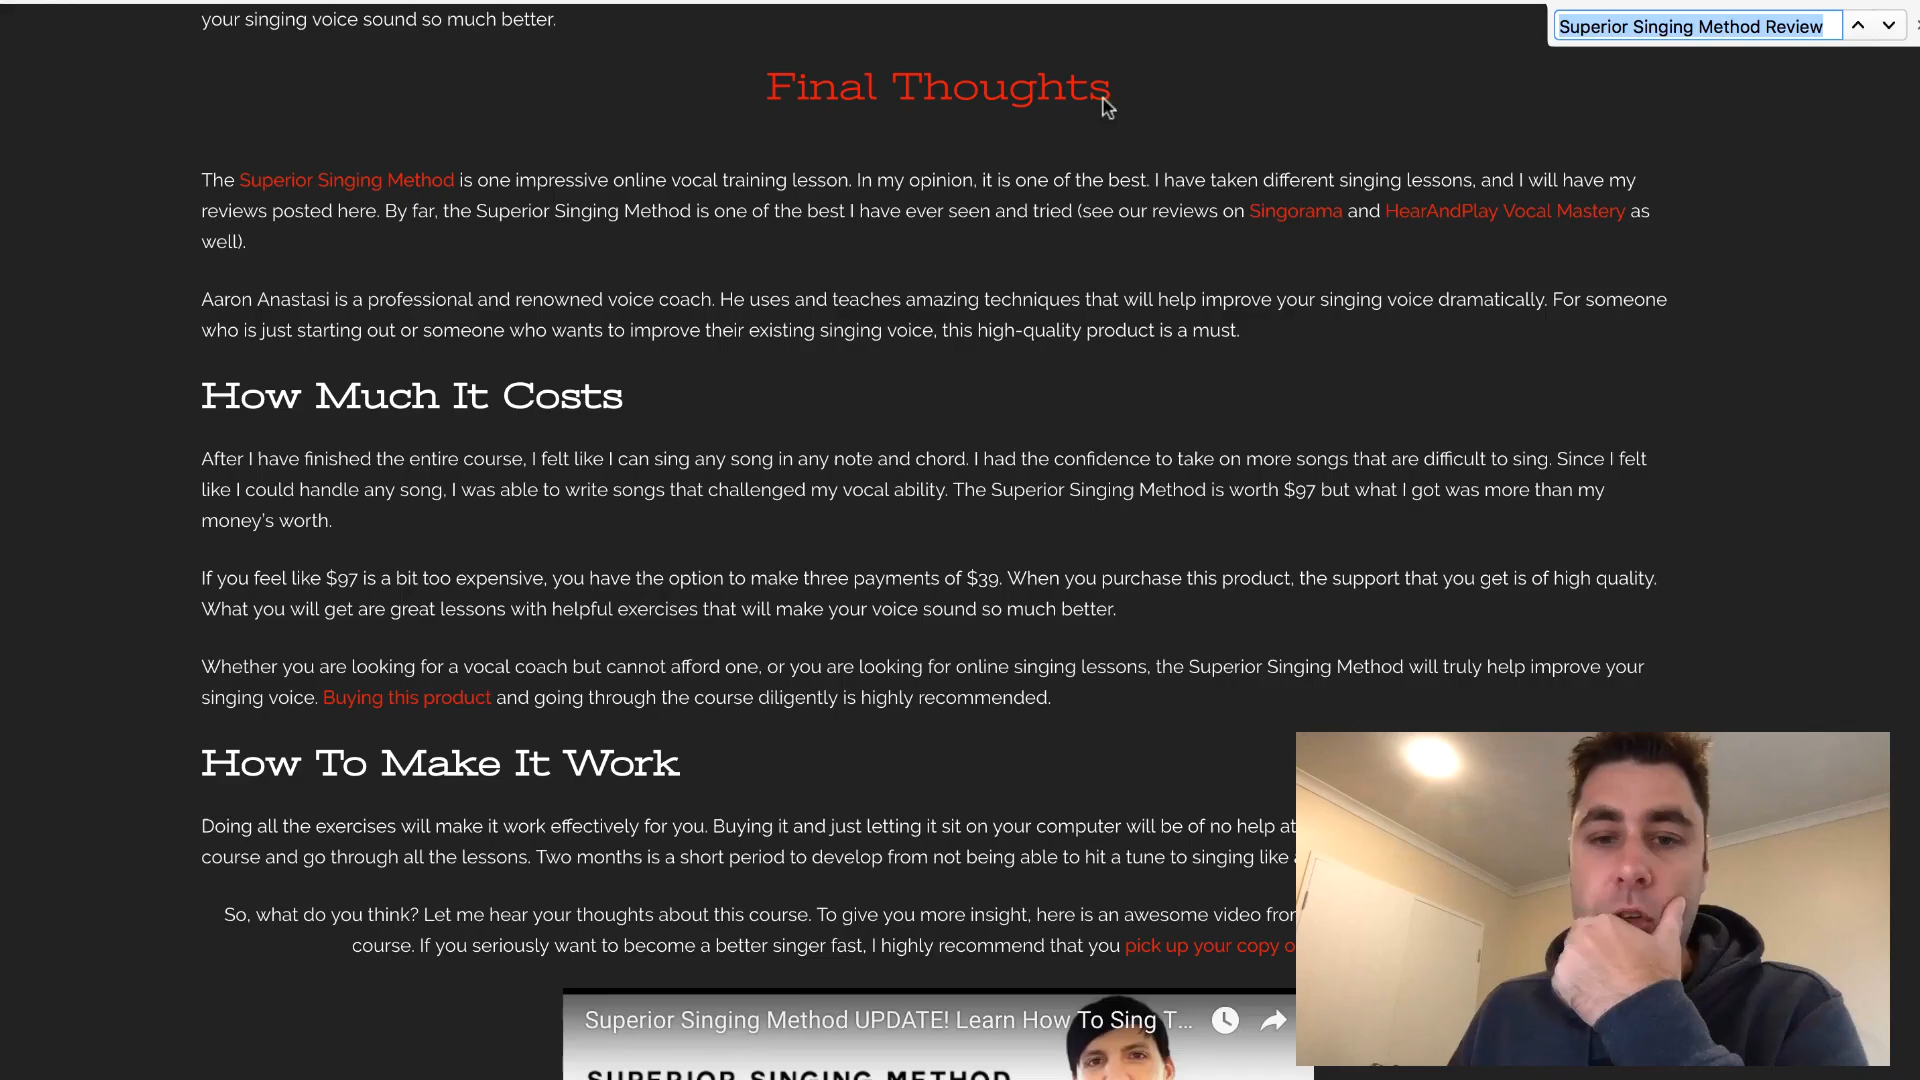 your singing voice sound so much better.
Superior Singing Method Review
Final Thoughts
The Superior Singing Method is one impressive online vocal training lesson. In my opinion, it is one of the best. I have taken different singing lessons, and I will have my
reviews posted here. By far, the Superior Singing Method is one of the best I have ever seen and tried (see our reviews on Singorama and HearAndPlay Vocal Mastery as
well).
Aaron Anastasi is a professional and renowned voice coach. He uses and teaches amazing techniques that will help improve your singing voice dramatically. For someone
who is just starting out or someone who wants to improve their existing singing voice, this high-quality product is a must.
How Much It Costs
After I have finished the entire course, I felt like I can sing any song in any note and chord. I had the confidence to take on more songs that are difficult to sing. Since I felt
like I could handle any song, I was able to write songs that challenged my vocal ability. The Superior Singing Method is worth $97 but what I got was more than my
money's worth.
If you feel like $97 is a bit too expensive, you have the option to make three payments of $39. When you purchase this product, the support that you get is of high quality.
What you will get are great lessons with helpful exercises that will make your voice sound so much better.
Whether you are looking for a vocal coach but cannot afford one, or you are looking for online singing lessons, the Superior Singing Method will truly help improve your
singing voice. Buying this product and going through the course diligently is highly recommended.
How To Make It Work
Doing all the exercises will make it work effectively for you. Buying it and just letting it sit on your computer will be of no help at
course and go through all the lessons. Two months is a short period to develop from not being able to hit a tune to singing like
So, what do you think? Let me hear your thoughts about this course. To give you more insight, here is an awesome video from
course. If you seriously want to become a better singer fast, I highly recommend that you pick up your copy
Superior Singing Method UPDATE! Learn How To Sing T...
SUPERIOR SINGING METHOD